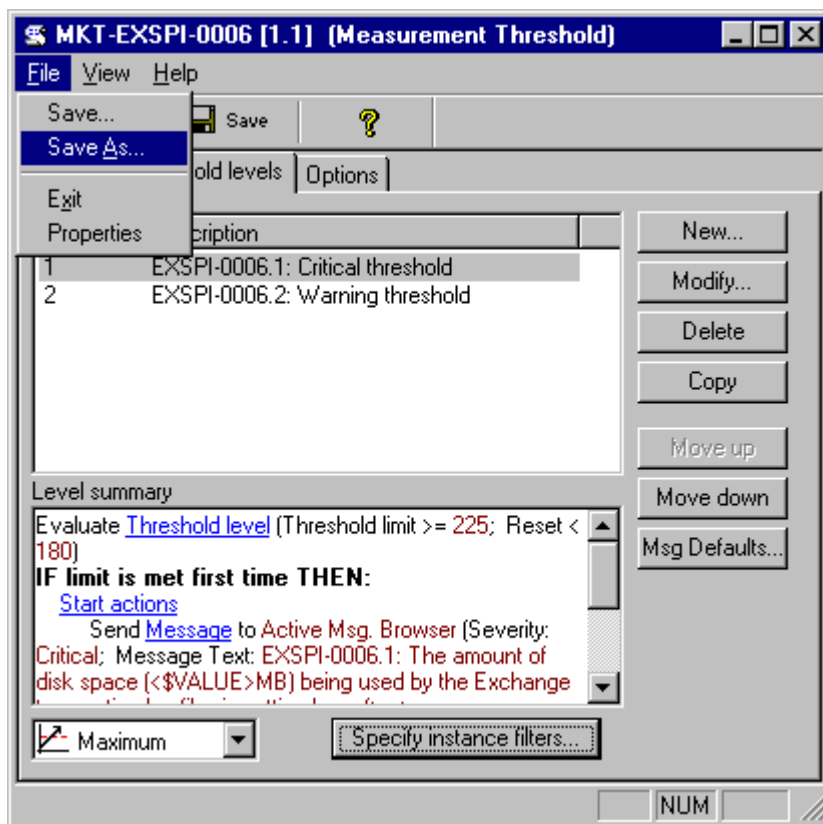 MKT-EXSPI-0006 [1.1] (Measurement Threshold)
File View Help
Save...
Save As...
Exit
Properties
Save
old levels
Options
cription
1 EXSPI-0006.1: Critical threshold
2 EXSPI-0006.2: Warning threshold
New...
Modify...
Delete
Copy
Move up
Move down
Msg Defaults...
Level summary
Evaluate Threshold level (Threshold limit >= 225; Reset <
180)
IF limit is met first time THEN:
Start actions
Send Message to Active Msg. Browser (Severity:
Critical; Message Text: EXSPI-0006.1: The amount of
disk space (<$VALUE>MB) being used by the Exchange
Maximum
Specify instance filters...
NUM